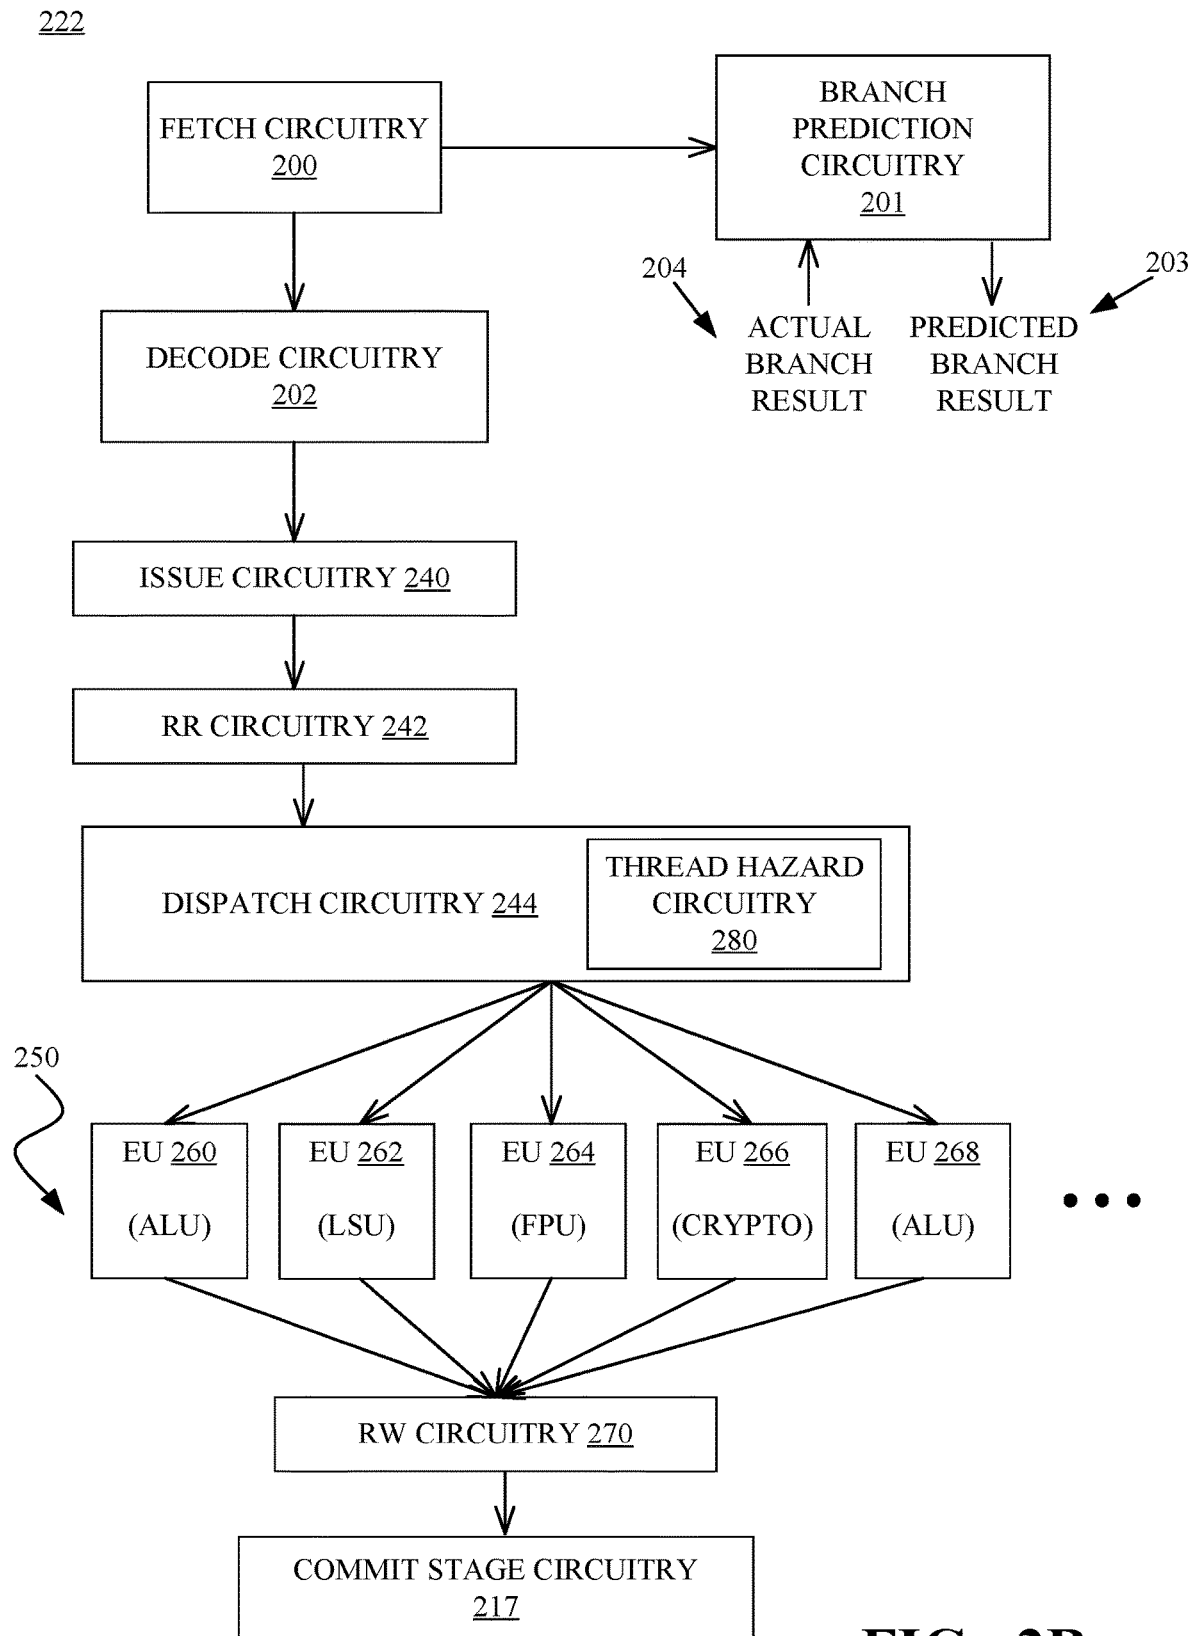 222
FETCH CIRCUITRY
200
BRANCH
PREDICTION
CIRCUITRY
201
204
203
ACTUAL
BRANCH
RESULT
PREDICTED
BRANCH
RESULT
DECODE CIRCUITRY
202
ISSUE CIRCUITRY 240
RR CIRCUITRY 242
DISPATCH CIRCUITRY 244
THREAD HAZARD
CIRCUITRY
280
250
EU 260
(ALU)
EU 262
(LSU)
EU 264
(FPU)
EU 266
(CRYPTO)
EU 268
(ALU)
RW CIRCUITRY 270
COMMIT STAGE CIRCUITRY
217
FIG. 2B